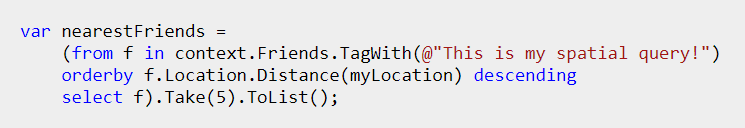 var nearestFriends =
    (from f in context.Friends.TagWith(@"This is my spatial query!")
    orderby f.Location.Distance(myLocation) descending
    select f).Take(5).ToList();